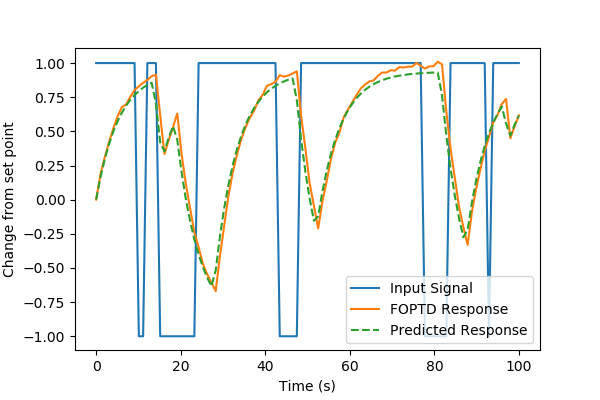 1.00
0.75
0.50
0.25
0.00
−0.25
−0.50
−0.75
−1.00
Change from set point
0 20 40 60 80 100
Time (s)
Input Signal
FOPTD Response
Predicted Response